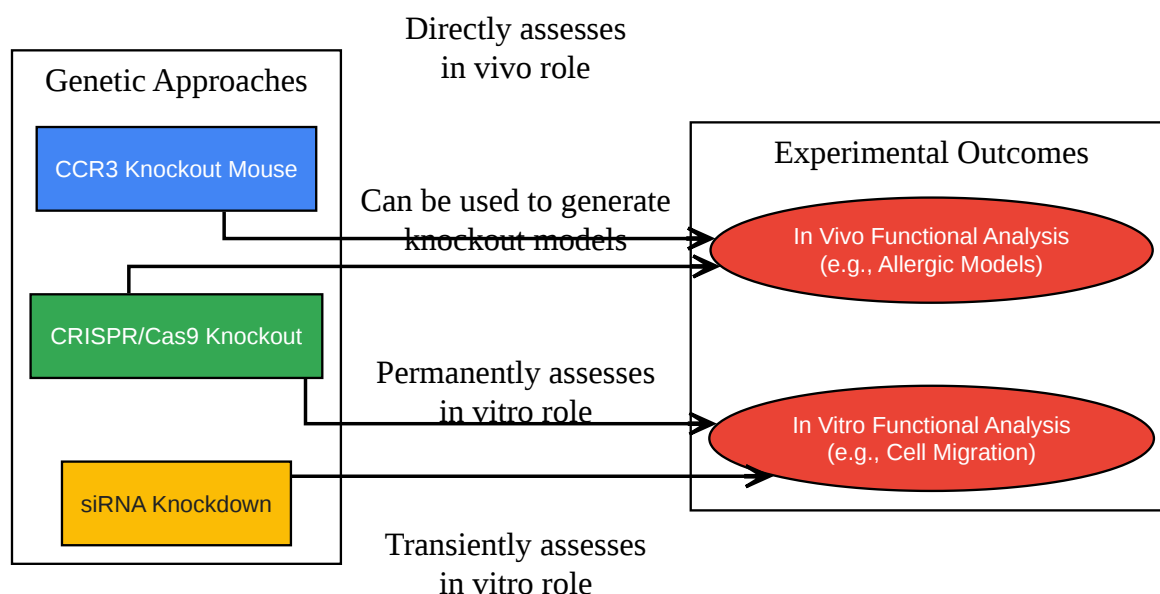 Directly assesses
in vivo role
Genetic Approaches
CCR3 Knockout Mouse
Experimental Outcomes
Can be used to generate
knockout models
In Vivo Functional Analysis
(e.g., Allergic Models)
CRISPR/Cas9 Knockout
Permanently assesses
in vitro role
In Vitro Functional Analysis
(e.g., Cell Migration)
siRNA Knockdown
Transiently assesses
in vitro role